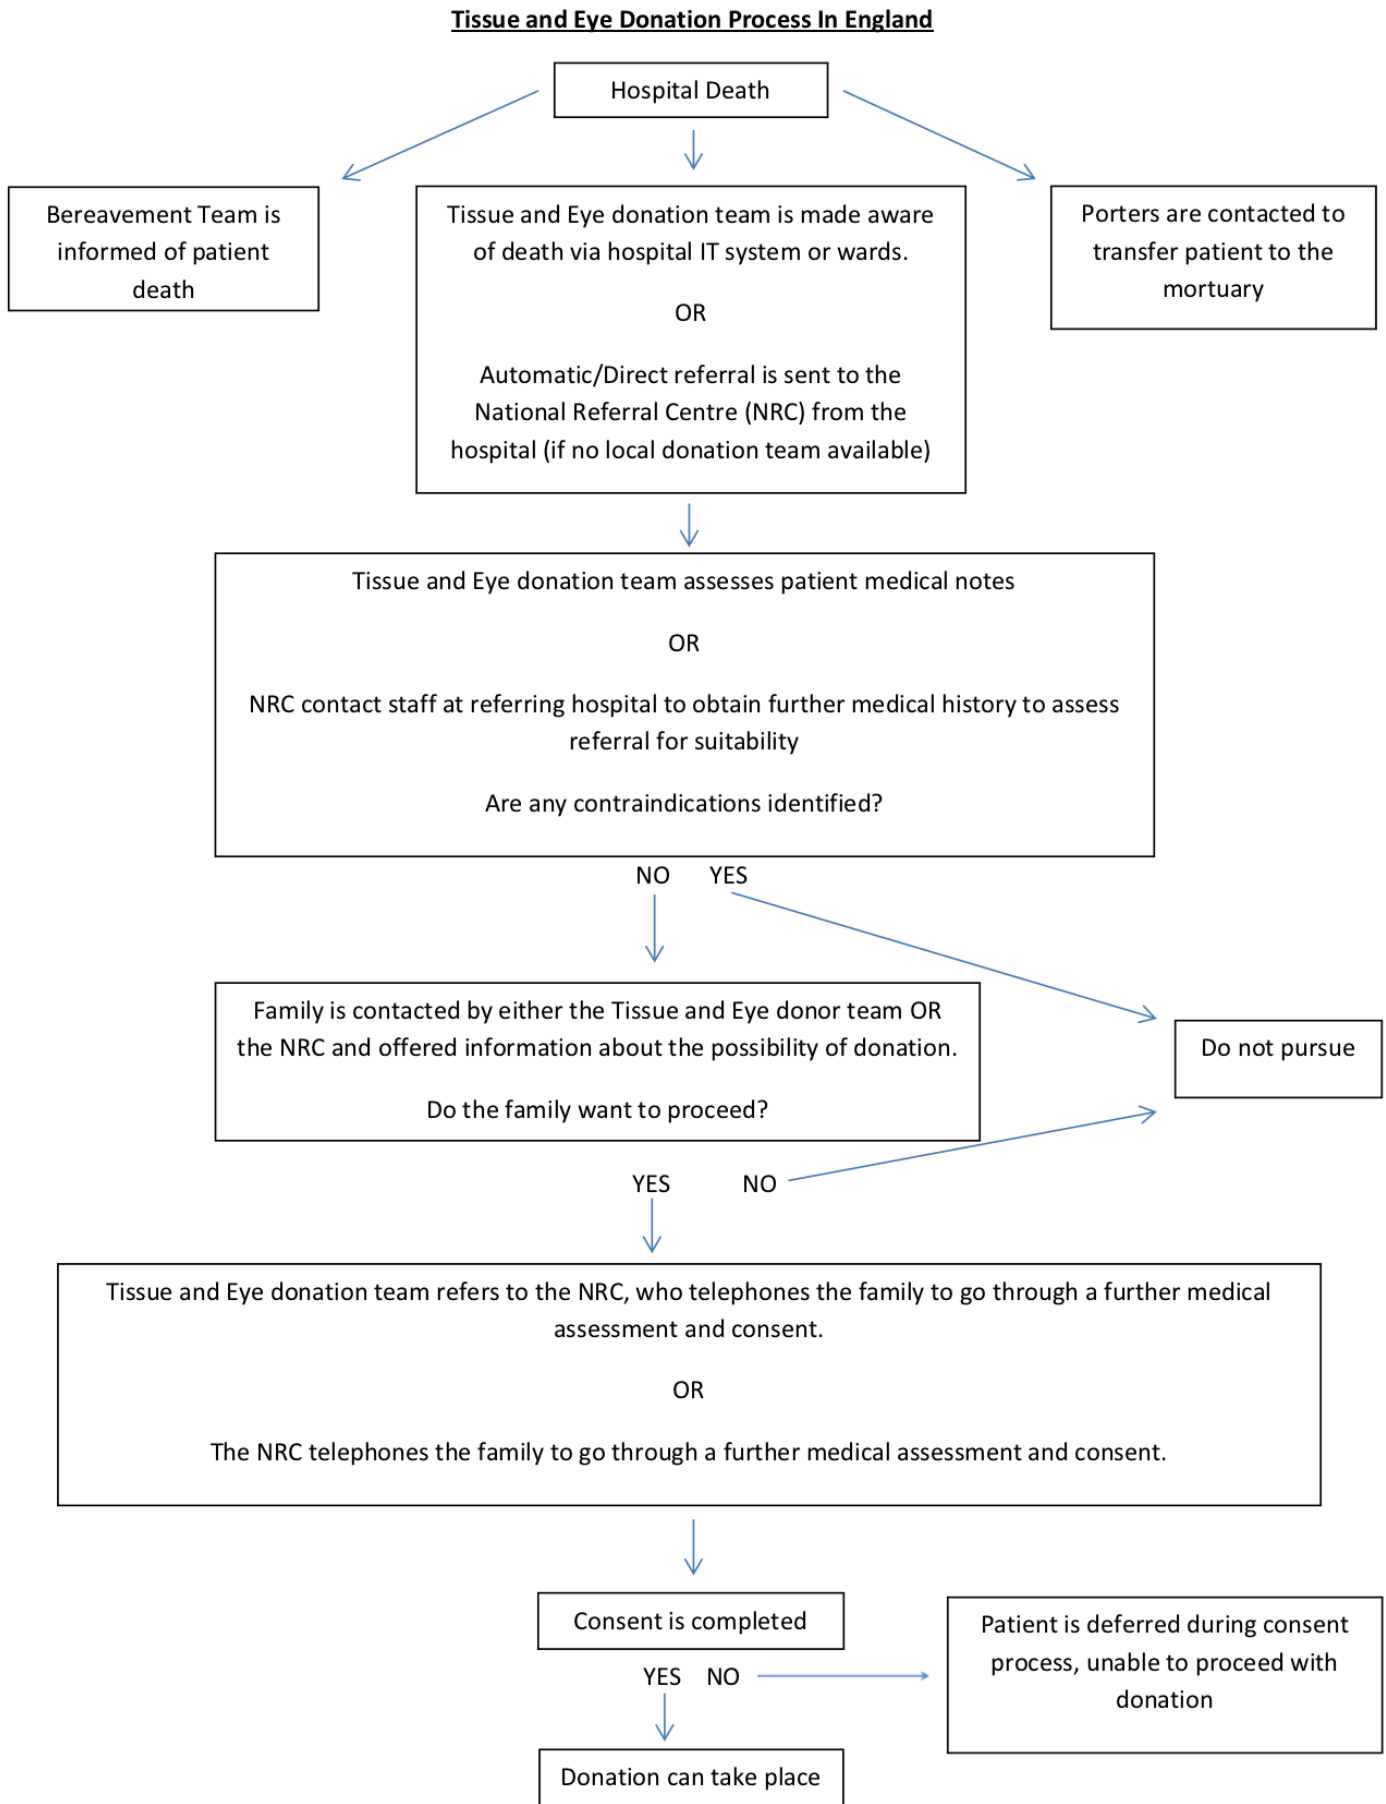 Tissue and Eye Donation Process In England
Hospital Death
Bereavement Team is
informed of patient
death
Tissue and Eye donation team is made aware
of death via hospital IT system or wards.
OR
Automatic/Direct referral is sent to the
National Referral Centre (NRC) from the
hospital (if no local donation team available)
Porters are contacted to
transfer patient to the
mortuary
Tissue and Eye donation team assesses patient medical notes
OR
NRC contact staff at referring hospital to obtain further medical history to assess
referral for suitability
Are any contraindications identified?
NO YES
Family is contacted by either the Tissue and Eye donor team OR
the NRC and offered information about the possibility of donation.
Do the family want to proceed?
Do not pursue
YES NO
Tissue and Eye donation team refers to the NRC, who telephones the family to go through a further medical
assessment and consent.
OR
The NRC telephones the family to go through a further medical assessment and consent.
Consent is completed
YES NO
Patient is deferred during consent
process, unable to proceed with
donation
Donation can take place